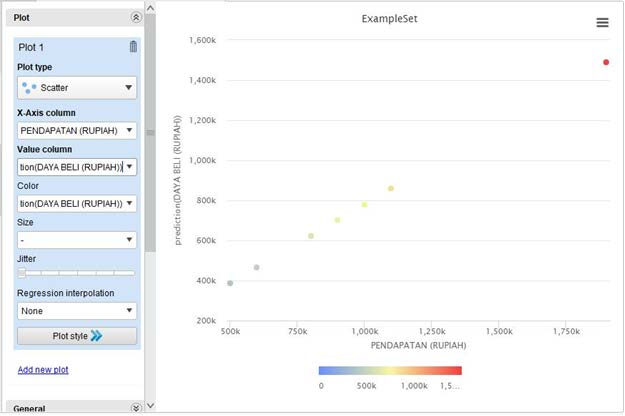 Plot
Plot 1
Plot type
Scatter
X-Axis column
PENDAPATAN (RUPIAH)
Value column
tion(DAYA BELI (RUPIAH))
Color
tion(DAYA BELI (RUPIAH))
Size
-
Jitter
Regression interpolation
None
Plot style
Add new plot
General
ExampleSet
prediction(DAYA BELI (RUPIAH))
1,600k
1,400k
1,200k
1,000k
800k
600k
400k
200k
500k 750k 1,000k 1,250k 1,500k 1,750k
PENDAPATAN (RUPIAH)
0 500k 1,000k 1,5...